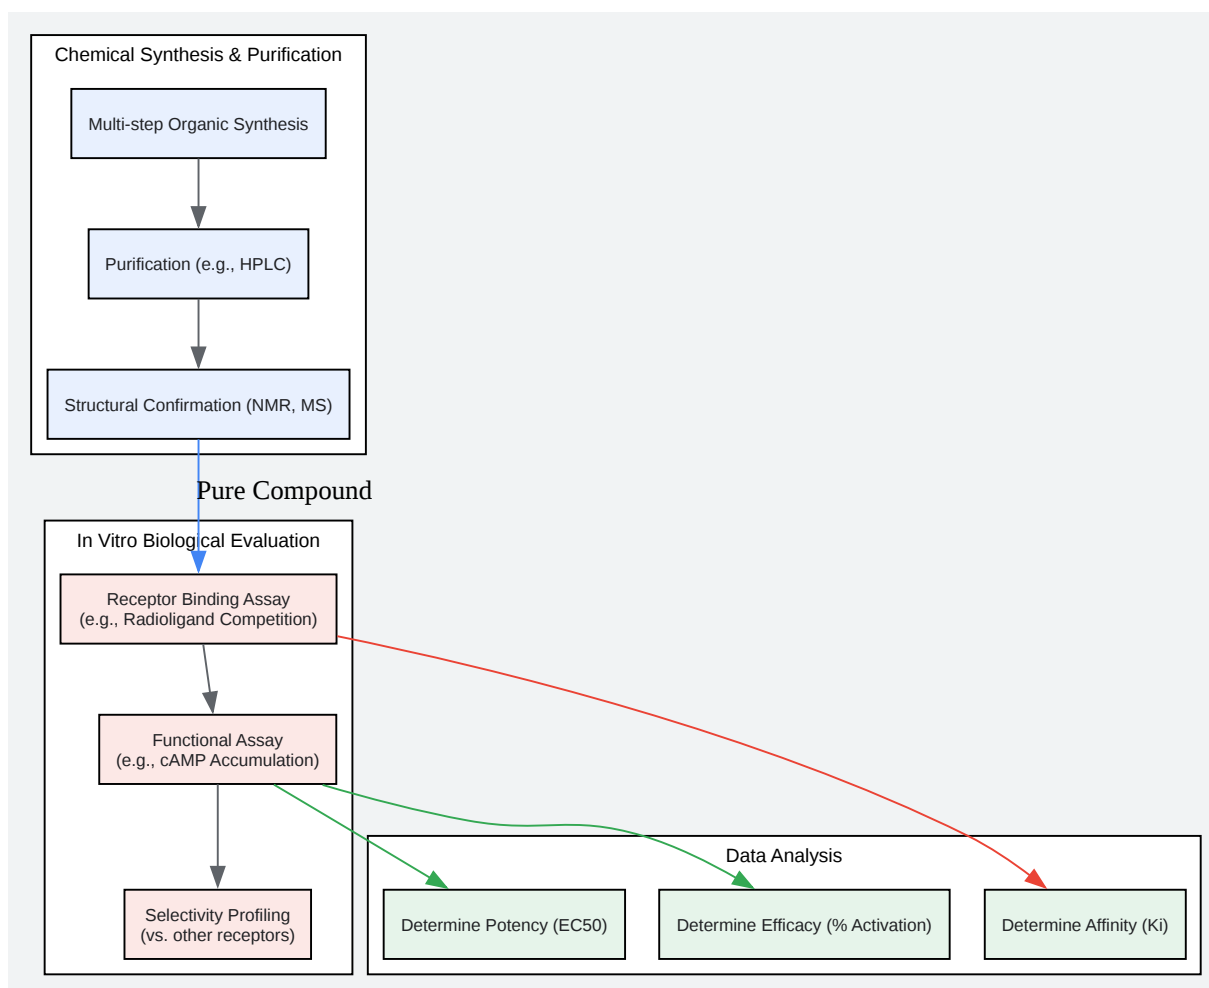 Chemical Synthesis & Purification
Multi-step Organic Synthesis
Purification (e.g., HPLC)
Structural Confirmation (NMR, MS)
Pure Compound
In Vitro Biological Evaluation
Receptor Binding Assay
(e.g., Radioligand Competition)
Functional Assay
(e.g., cAMP Accumulation)
Selectivity Profiling
(vs. other receptors)
Data Analysis
Determine Potency (EC50)
Determine Efficacy (% Activation)
Determine Affinity (Ki)